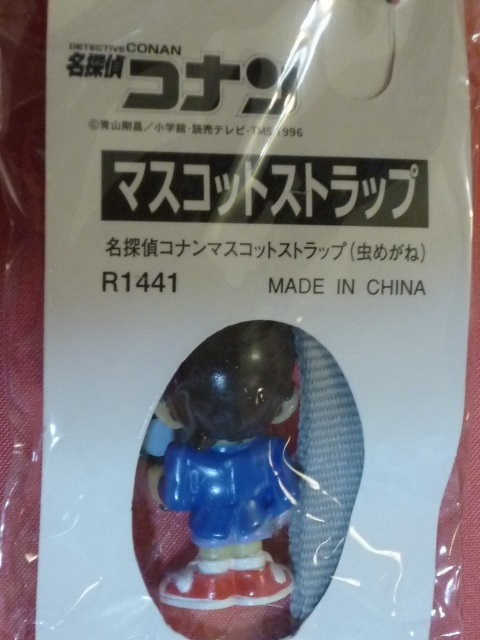 DETECTIVE CONAN
名探偵
コナン
©青山剛昌／小学館・読売テレビ・TMS 1996
マスコットストラップ
名探偵コナンマスコットストラップ（虫めがね）
R1441 MADE IN CHINA